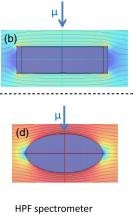 μ
(b)
μ
(d)
HPF spectrometer